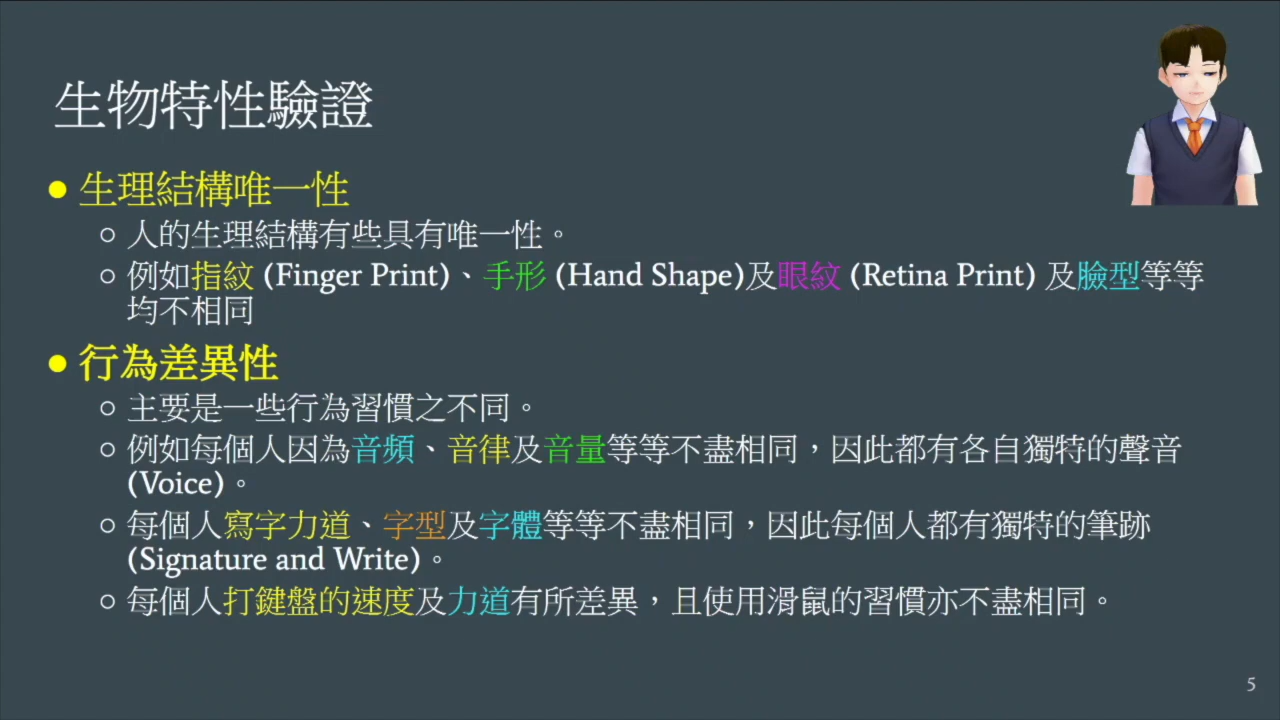 生物特性驗證
● 生理結構唯一性
○ 人的生理結構有些具有唯一性。
○ 例如指紋 (Finger Print)、手形 (Hand Shape)及眼紋 (Retina Print) 及臉型等等
均不相同
● 行為差異性
○ 主要是一些行為習慣之不同。
○ 例如每個人因為音頻、音律及音量等等不盡相同，因此都有各自獨特的聲音
(Voice)。
○ 每個人寫字力道、字型及字體等等不盡相同，因此每個人都有獨特的筆跡
(Signature and Write)。
○ 每個人打鍵盤的速度及力道有所差異，且使用滑鼠的習慣亦不盡相同。
5